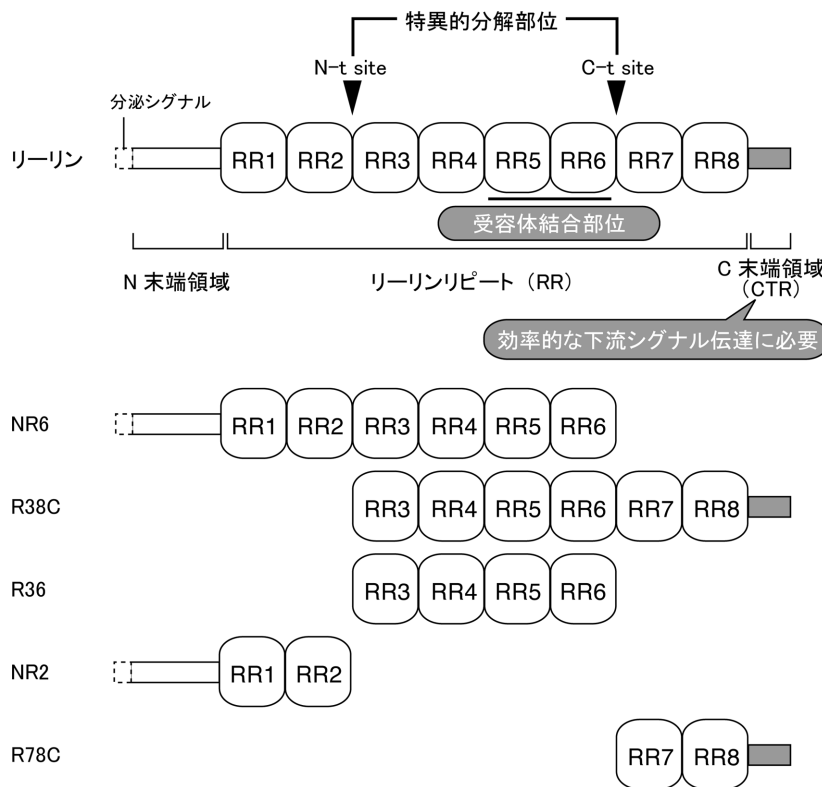 特異的分解部位
N-t site
C-t site
分泌シグナル
リーリン
RR1 RR2 RR3 RR4 RR5 RR6 RR7 RR8
受容体結合部位
N 末端領域
リーリンリピート（RR）
C 末端領域
（CTR）
効率的な下流シグナル伝達に必要
NR6
RR1 RR2 RR3 RR4 RR5 RR6
R38C
RR3 RR4 RR5 RR6 RR7 RR8
R36
RR3 RR4 RR5 RR6
NR2
RR1 RR2
R78C
RR7 RR8